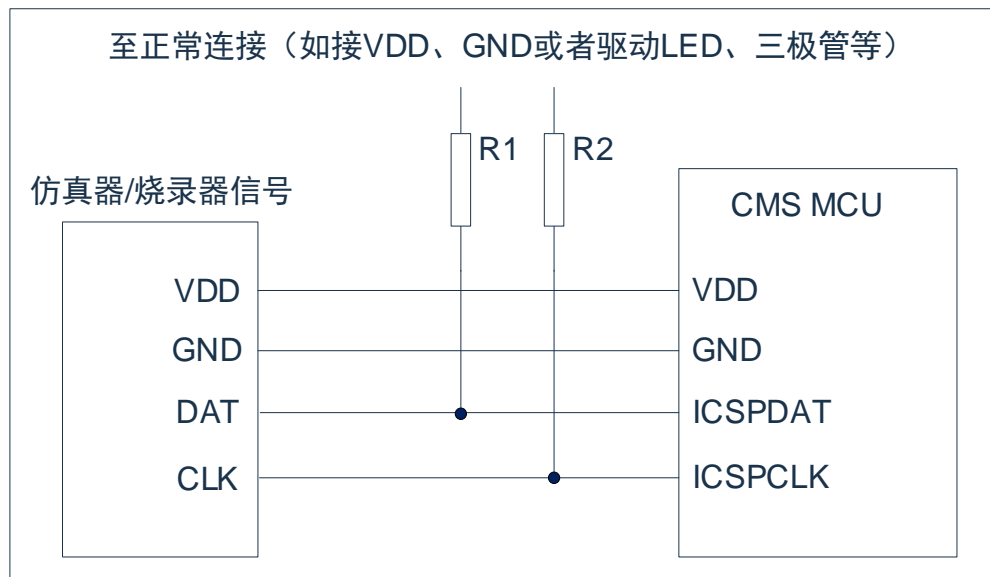 至正常连接（如接VDD、GND或者驱动LED、三极管等）
R1
R2
仿真器/烧录器信号
CMS MCU
VDD
VDD
GND
GND
DAT
ICSPDAT
CLK
ICSPCLK